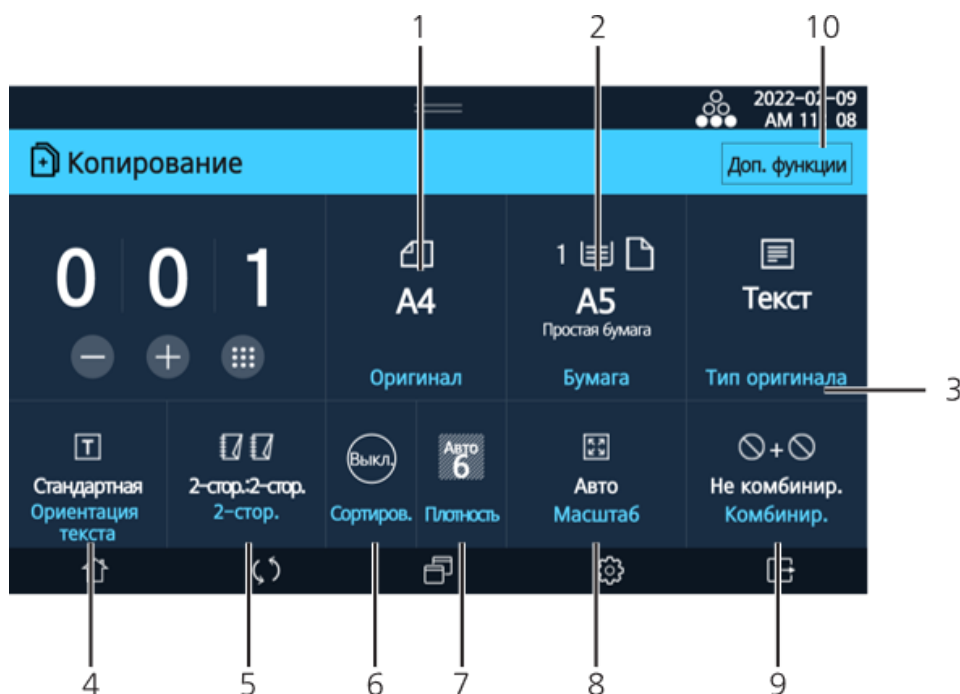 1 2 10
2022-02-09
AM 11 08
Копирование
Доп. функции
0 0 1
A4
Оригинал
1
A5
Простая бумага
Бумага
Текст
Тип оригинала
3
T
Стандартная
Ориентация
текста
2-стор.:2-стор.
2-стор.
Выкл.
Сортиров.
Авто
6
Плотность
Авто
Масштаб
Не комбинир.
Комбинир.
4 5 6 7 8 9